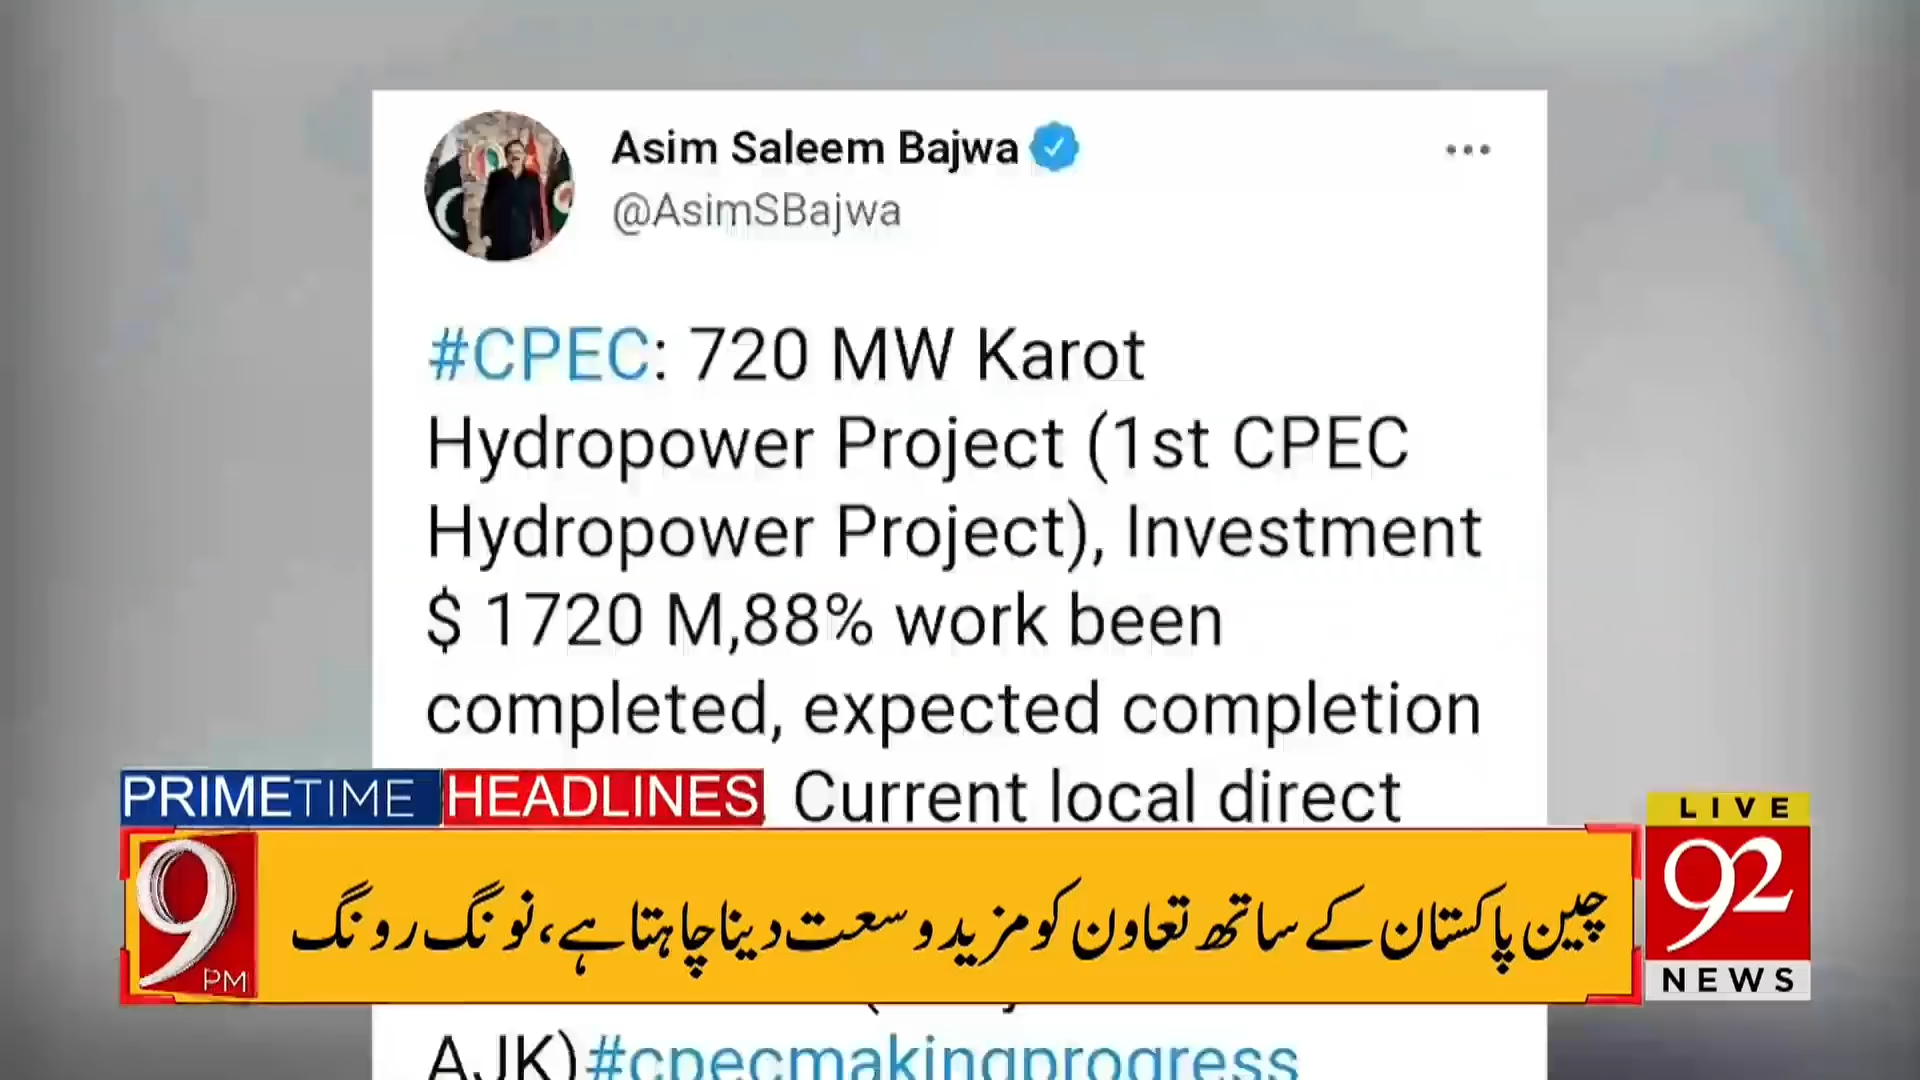 Asim Saleem Bajwa
@AsimSBajwa
#CPEC: 720 MW Karot
Hydropower Project (1st CPEC
Hydropower Project), Investment
$ 1720 M,88% work been
completed, expected completion
Current local direct
AJK)#cpecmakingprogress
PRIMETIME HEADLINES
9 PM
چین پاکستان کے ساتھ تعاون کو مزید وسعت دینا چاہتا ہے، نونگ رونگ
LIVE
92
NEWS